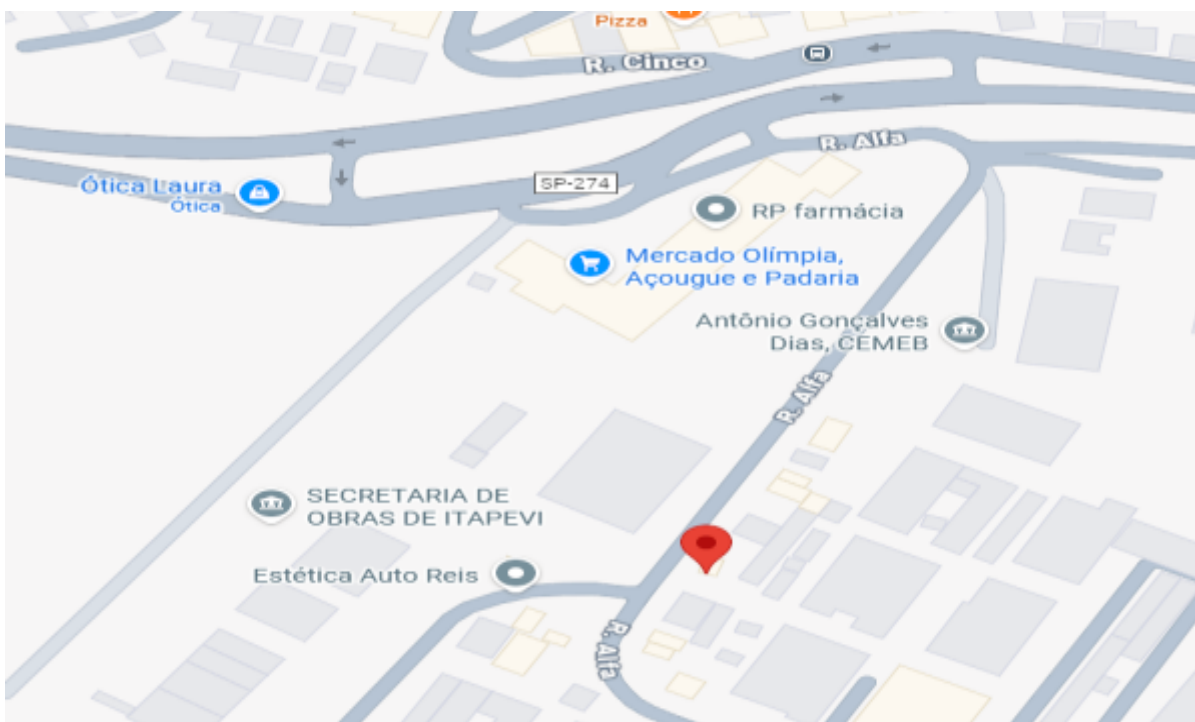 Pizza
R. Cinco
R. Alfa
Ótica Laura
Ótica
SP-274
RP farmácia
Mercado Olímpia,
Açougue e Padaria
Antônio Gonçalves
Dias, CEMEB
R. Alfa
SECRETARIA DE
OBRAS DE ITAPEVI
Estética Auto Reis
R. Alfa